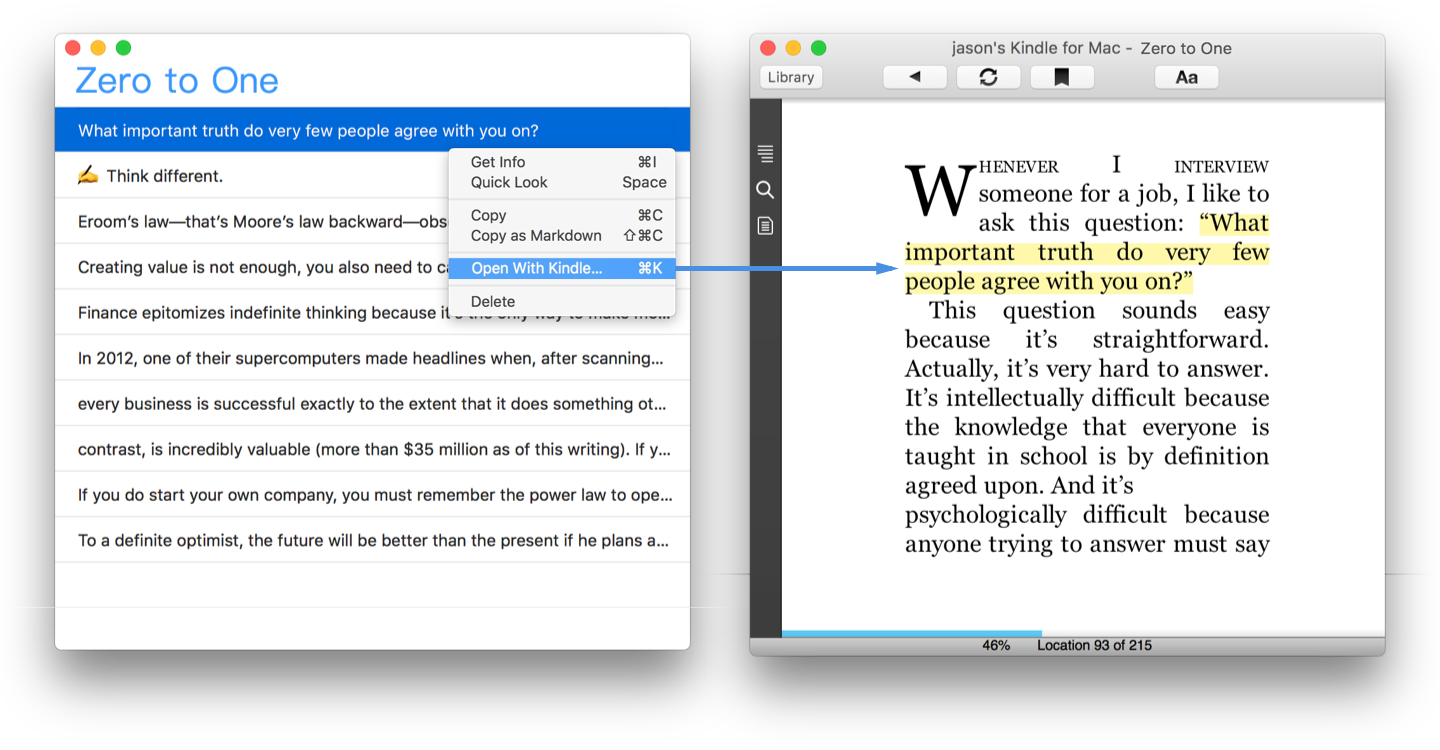 Zero to One
What important truth do very few people agree with you on?
✍️ Think different.
Eroom’s law—that’s Moore’s law backward—obs
Creating value is not enough, you also need to ca
Finance epitomizes indefinite thinking because it's the only way to make mo...
In 2012, one of their supercomputers made headlines when, after scanning...
every business is successful exactly to the extent that it does something ot...
contrast, is incredibly valuable (more than $35 million as of this writing). If y...
If you do start your own company, you must remember the power law to ope...
To a definite optimist, the future will be better than the present if he plans a...
Get Info ⌘I
Quick Look Space
Copy ⌘C
Copy as Markdown ⇧⌘C
Open With Kindle... ⌘K
Delete
jason's Kindle for Mac - Zero to One
Library
Aa
WHENEVER I INTERVIEW
someone for a job, I like to
ask this question: “What
important truth do very few
people agree with you on?”
This question sounds easy
because it’s straightforward.
Actually, it’s very hard to answer.
It’s intellectually difficult because
the knowledge that everyone is
taught in school is by definition
agreed upon. And it’s
psychologically difficult because
anyone trying to answer must say
46% Location 93 of 215